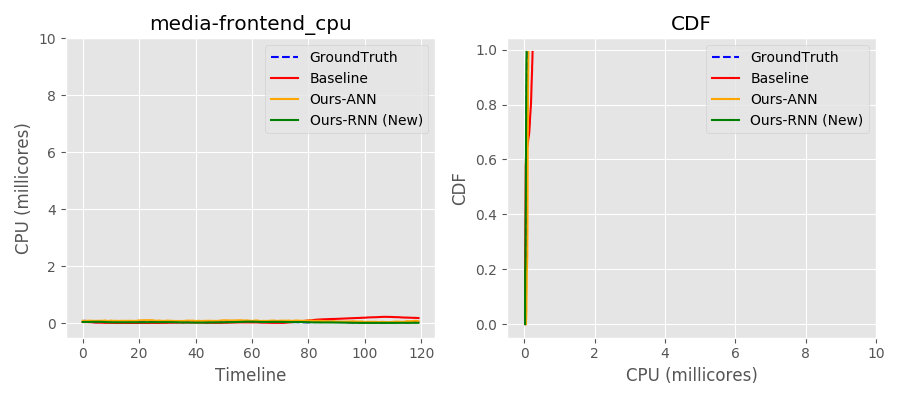 media-frontend_cpu
CPU (millicores)
10
8
6
4
2
0
0 20 40 60 80 100 120
Timeline
GroundTruth
Baseline
Ours-ANN
Ours-RNN (New)
CDF
CDF
1.0
0.8
0.6
0.4
0.2
0.0
0 2 4 6 8 10
CPU (millicores)
GroundTruth
Baseline
Ours-ANN
Ours-RNN (New)